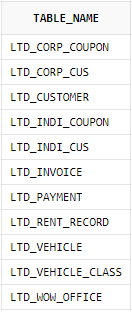 TABLE_NAME
LTD_CORP_COUPON
LTD_CORP_CUS
LTD_CUSTOMER
LTD_INDI_COUPON
LTD_INDI_CUS
LTD_INVOICE
LTD_PAYMENT
LTD_RENT_RECORD
LTD_VEHICLE
LTD_VEHICLE_CLASS
LTD_WOW_OFFICE